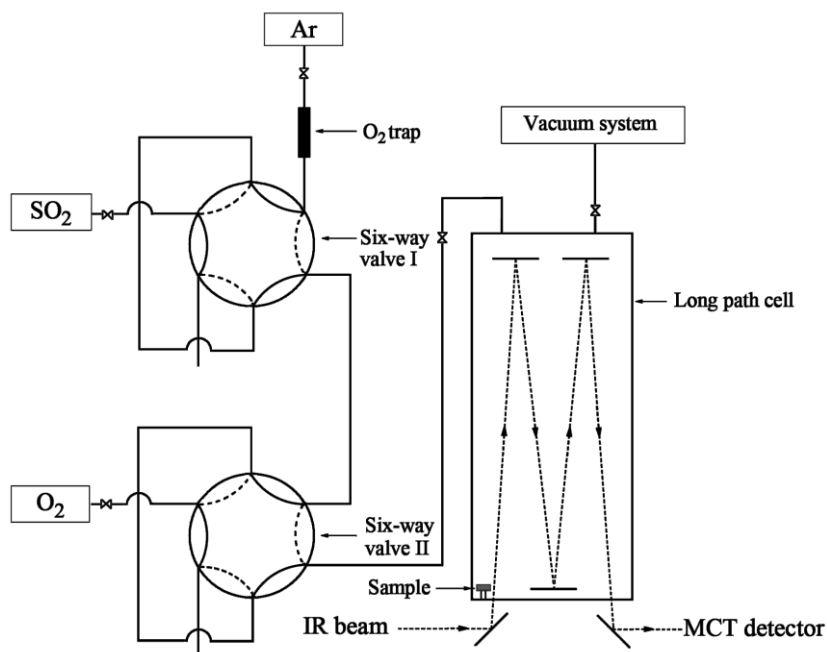 Ar
O₂ trap
Vacuum system
SO₂
Six-way
valve I
Long path cell
O₂
Six-way
valve II
Sample
IR beam
MCT detector